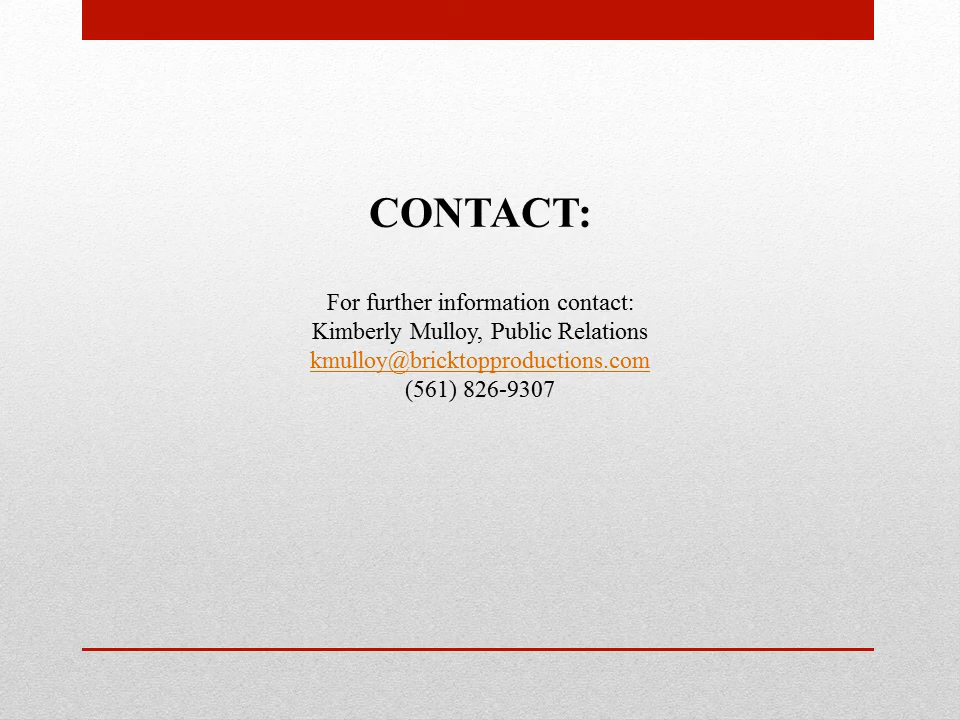 CONTACT:
For further information contact:
Kimberly Mulloy, Public Relations
kmulloy@bricktopproductions.com
(561) 826-9307